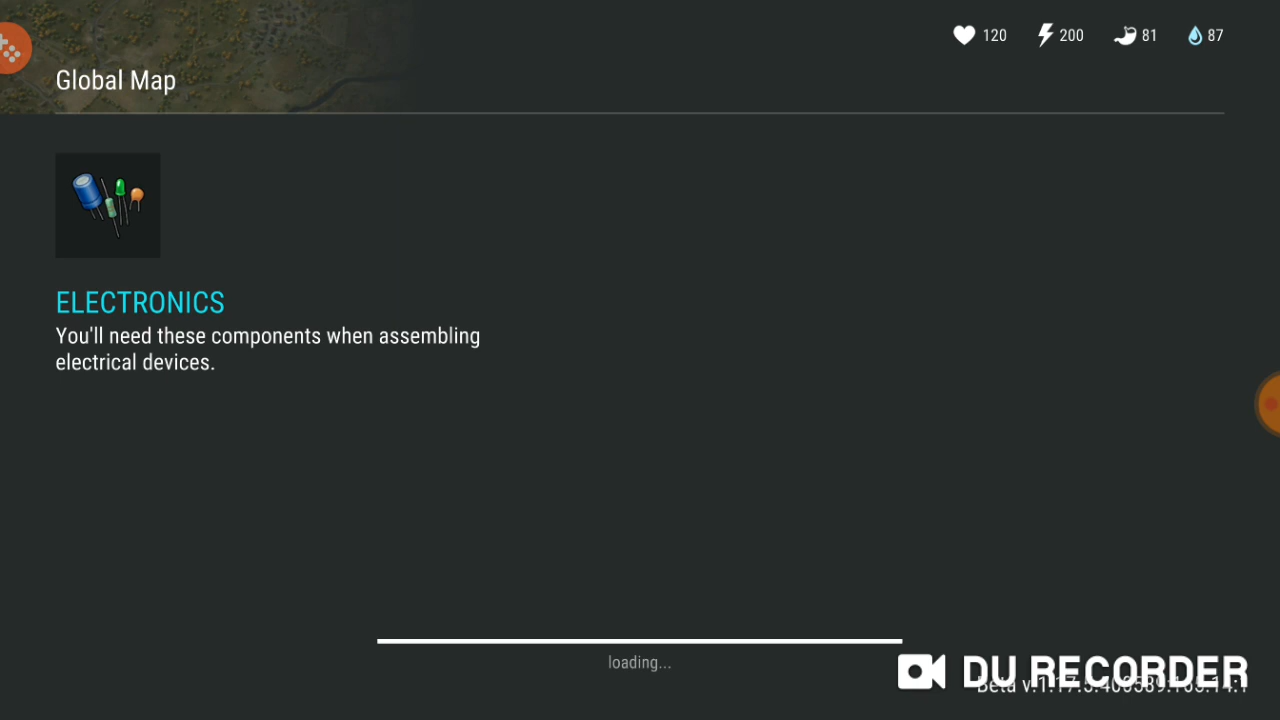 120 200 81 87
Global Map
ELECTRONICS
You'll need these components when assembling
electrical devices.
loading...
DU RECORDER
Beta